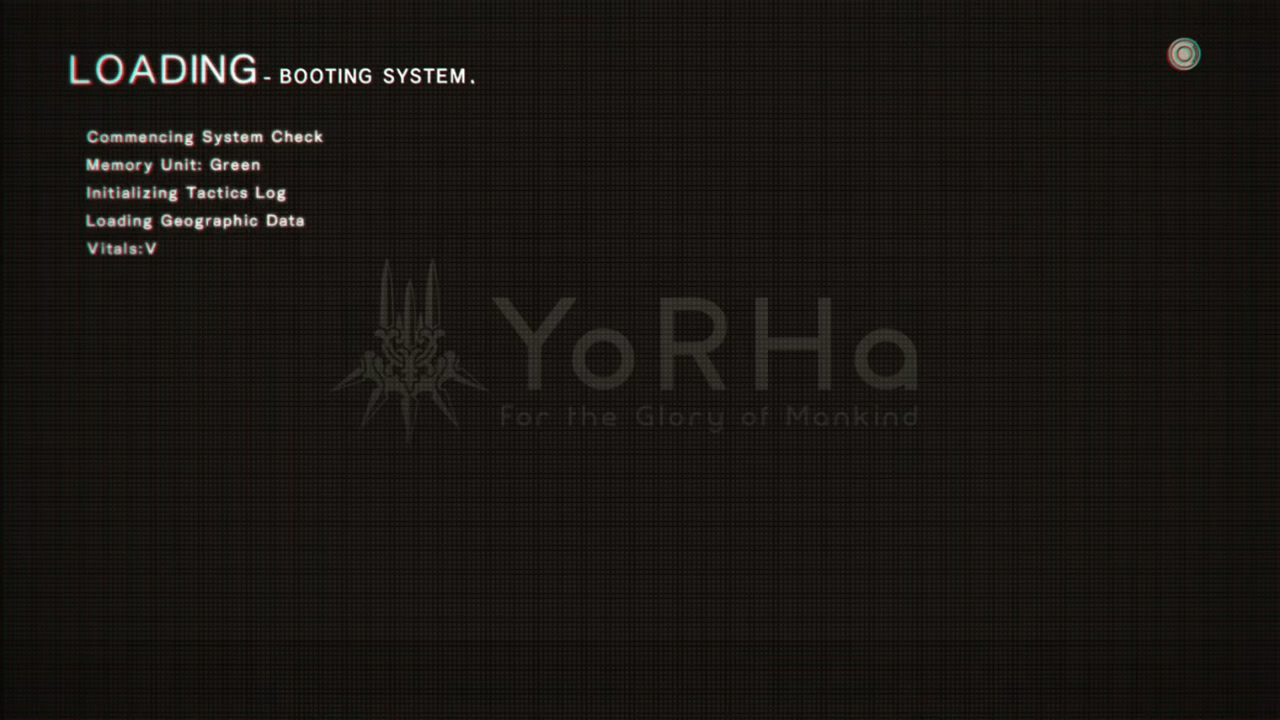 LOADING - BOOTING SYSTEM.
Commencing System Check
Memory Unit: Green
Initializing Tactics Log
Loading Geographic Data
Vitals:V
YoRHa
For the Glory of Mankind